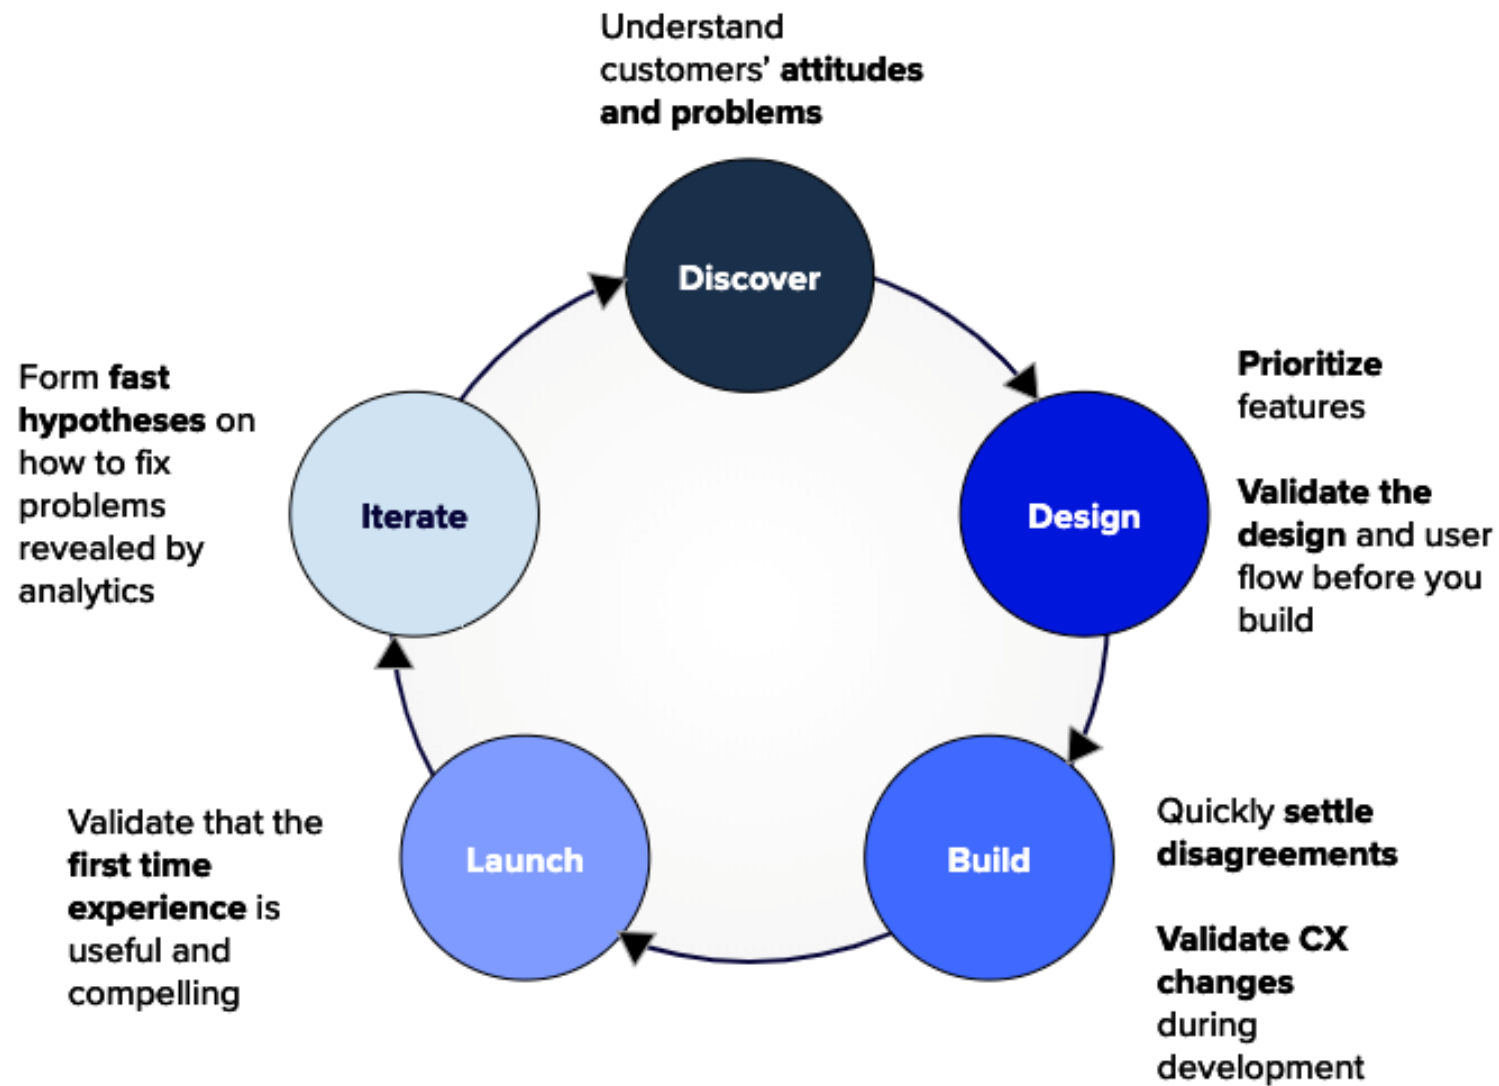 Understand
customers’ attitudes
and problems
Discover
Prioritize
features
Validate the
design and user
flow before you
build
Design
Quickly settle
disagreements
Validate CX
changes
during
development
Build
Launch
Validate that the
first time
experience is
useful and
compelling
Iterate
Form fast
hypotheses on
how to fix
problems
revealed by
analytics